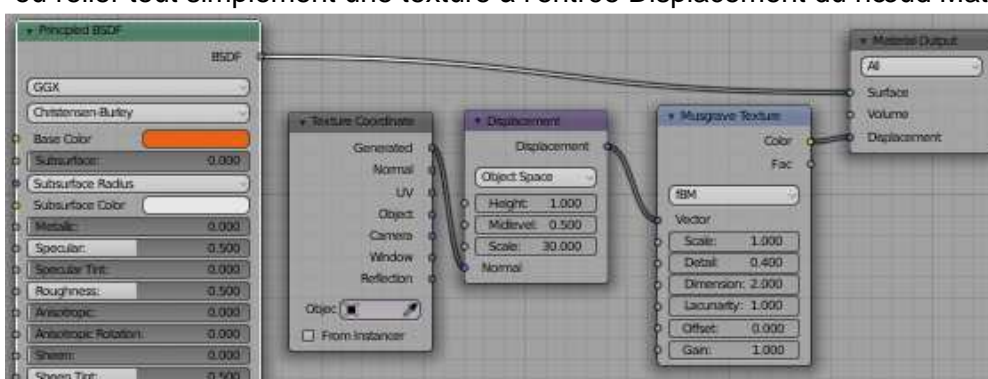 ou relier tout simplement une texture à l'entrée Displacement du nœud Mat
Principled BSDF
BSDF
GGX
Christensen-Burley
Base Color
Subsurface: 0.000
Subsurface Radius
Subsurface Color
Metallic: 0.000
Specular: 0.500
Specular Tint: 0.000
Roughness: 0.500
Anisotropic: 0.000
Anisotropic Rotation: 0.000
Sheen: 0.000
Sheen Tint: 0.500
Texture Coordinate
Generated
Normal
UV
Object
Camera
Window
Reflection
Objec
From Instancer
Displacement
Displacement
Object Space
Height: 1.000
Midlevel: 0.500
Scale: 30.000
Normal
Musgrave Texture
Color
Fac
fBM
Vector
Scale: 1.000
Detail: 0.400
Dimension: 2.000
Lacunarity: 1.000
Offset: 0.000
Gain: 1.000
Material Output
All
Surface
Volume
Displacement